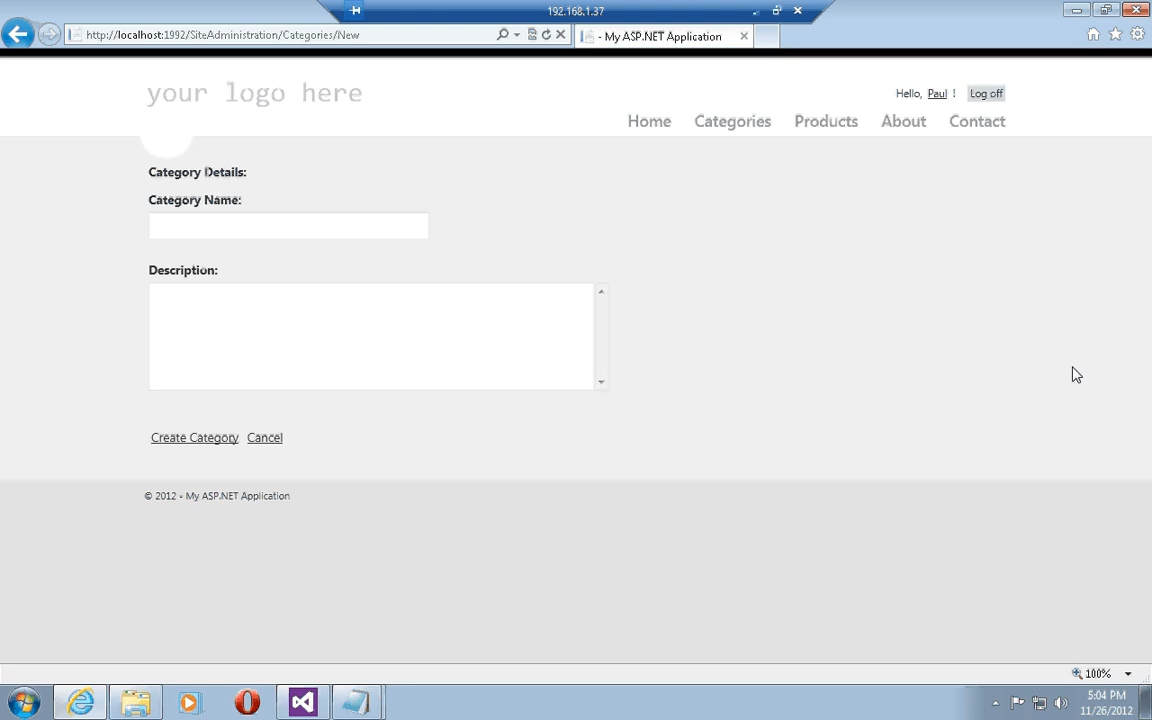 192.168.1.37
http://localhost:1992/SiteAdministration/Categories/New
- My ASP.NET Application
your logo here
Hello, Paul ! Log off
Home Categories Products About Contact
Category Details:
Category Name:
Description:
Create Category Cancel
© 2012 - My ASP.NET Application
100%
5:04 PM
11/26/2012